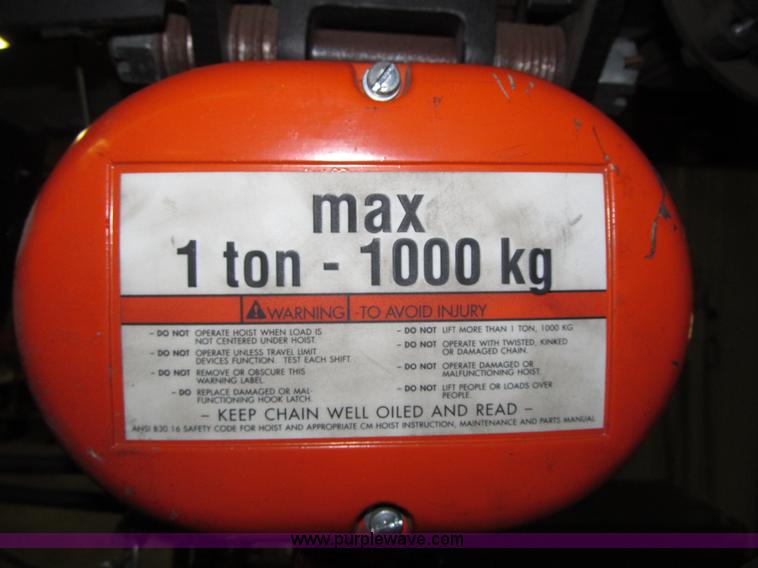 max
1 ton - 1000 kg
WARNING - TO AVOID INJURY
- DO NOT OPERATE HOIST WHEN LOAD IS
NOT CENTERED UNDER HOIST.
- DO NOT OPERATE UNLESS TRAVEL LIMIT
DEVICES FUNCTION. TEST EACH SHIFT.
- DO NOT REMOVE OR OBSCURE THIS
WARNING LABEL.
- DO REPLACE DAMAGED OR MAL-
FUNCTIONING HOOK LATCH.
- DO NOT LIFT MORE THAN 1 TON, 1000 KG
- DO NOT OPERATE WITH TWISTED, KINKED
OR DAMAGED CHAIN.
- DO NOT OPERATE DAMAGED OR
MALFUNCTIONING HOIST.
- DO NOT LIFT PEOPLE OR LOADS OVER
PEOPLE.
- KEEP CHAIN WELL OILED AND READ -
ANSI B30.16 SAFETY CODE FOR HOIST AND APPROPRIATE CM HOIST INSTRUCTION, MAINTENANCE AND PARTS MANUAL
www.purplewave.com